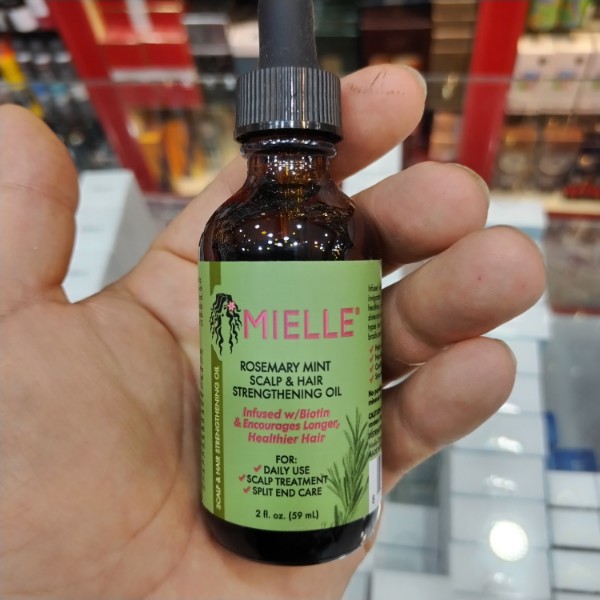 MIELLE®
ROSEMARY MINT
SCALP & HAIR
STRENGTHENING OIL
Infused w/Biotin
& Encourages Longer,
Healthier Hair
FOR:
✓ DAILY USE
✓ SCALP TREATMENT
✓ SPLIT END CARE
2 fl. oz. (59 mL)
SCALP & HAIR STRENGTHENING OIL